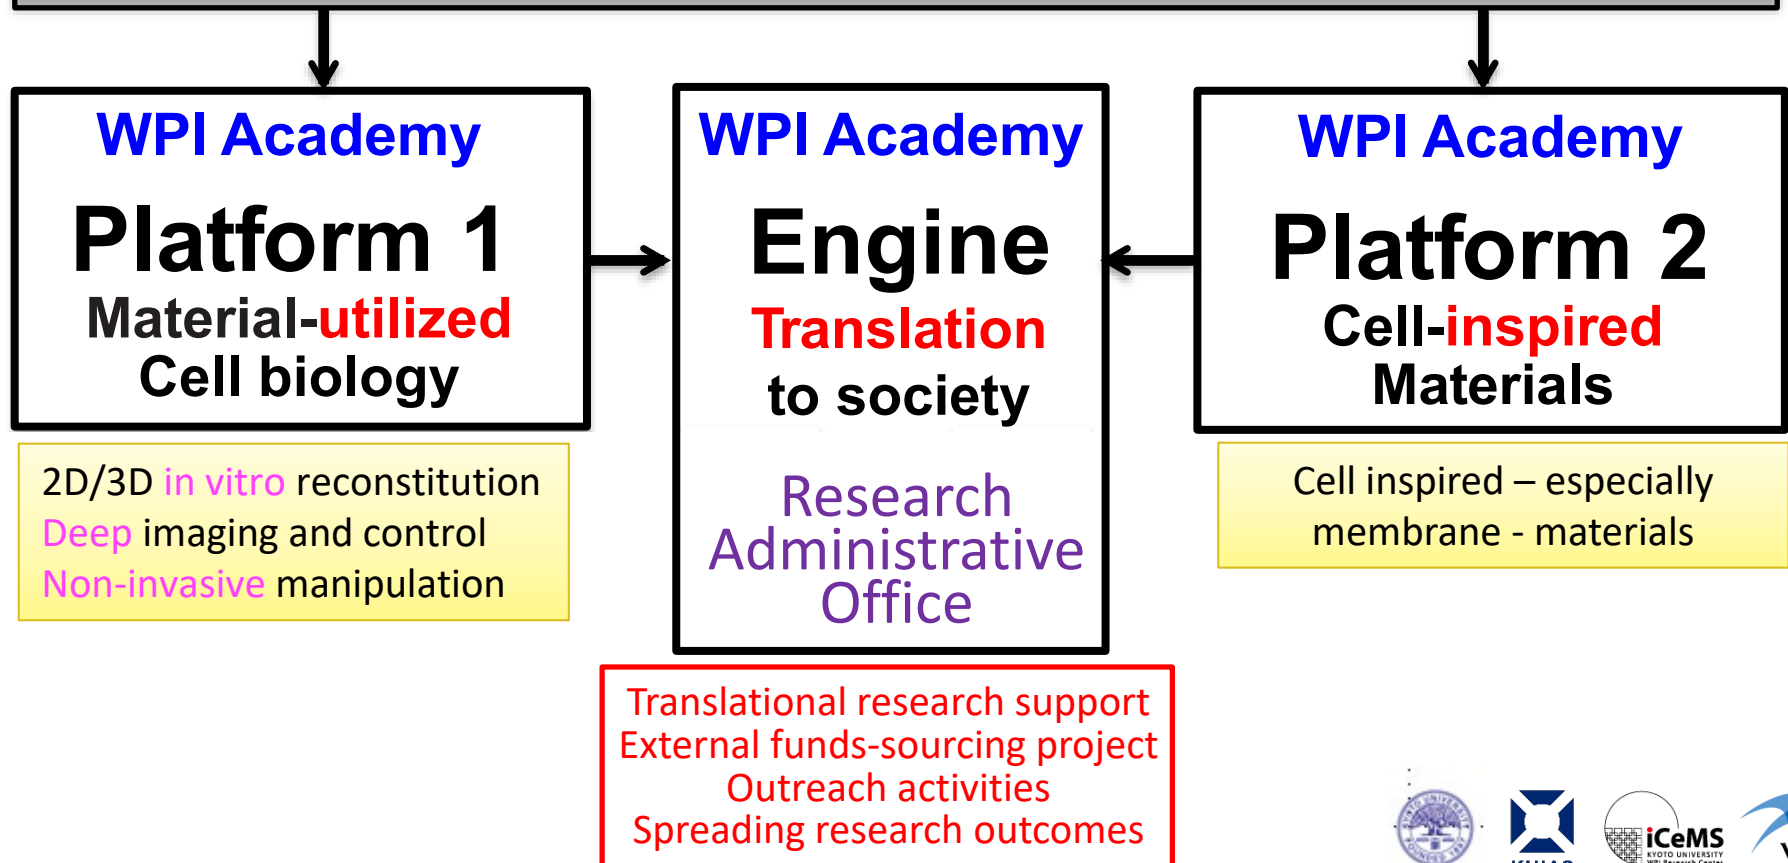 WPI Academy
Platform 1
Material-utilized
Cell biology
2D/3D in vitro reconstitution
Deep imaging and control
Non-invasive manipulation
WPI Academy
Engine
Translation
to society
Research
Administrative
Office
Translational research support
External funds-sourcing project
Outreach activities
Spreading research outcomes
WPI Academy
Platform 2
Cell-inspired
Materials
Cell inspired – especially
membrane - materials
iCeMS
KYOTO UNIVERSITY